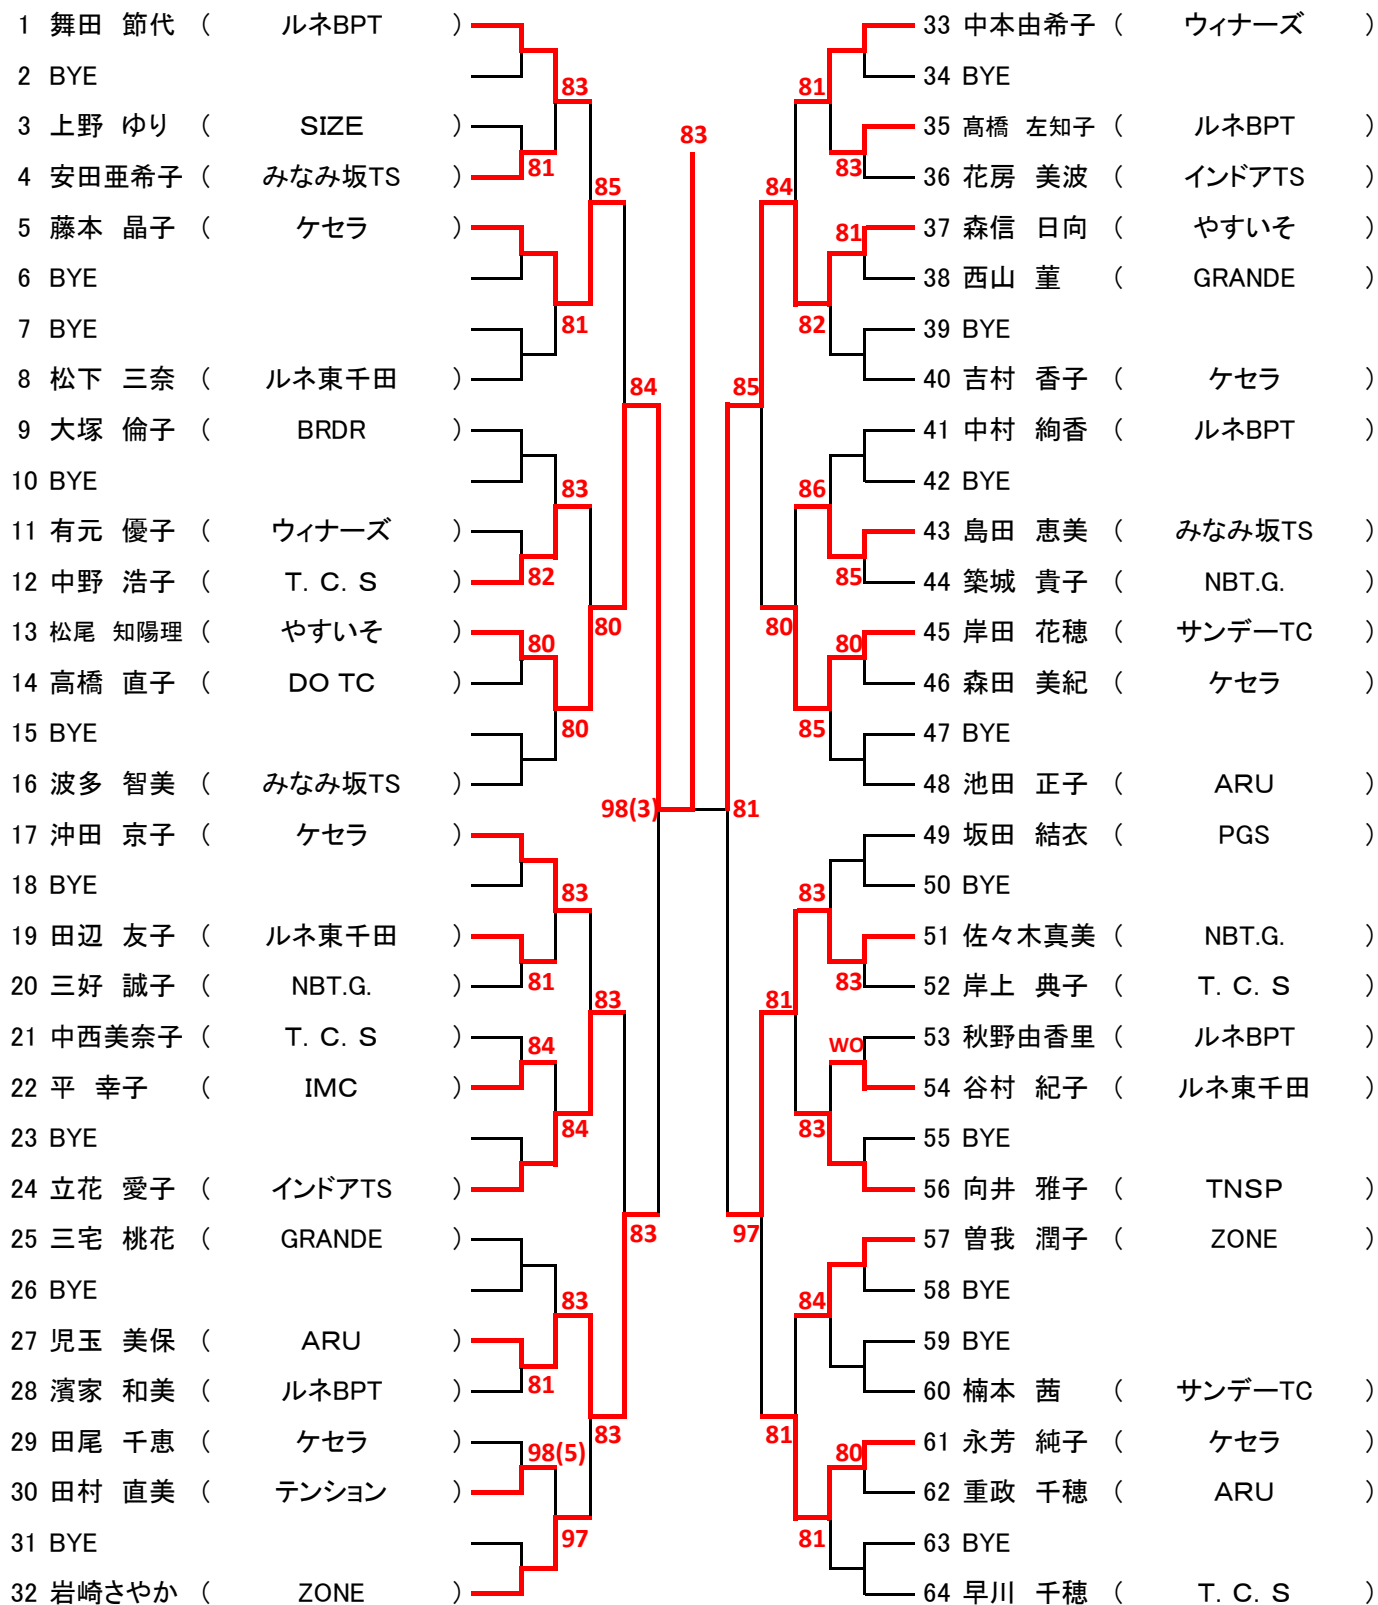 1 舞田 節代 ( ルネBPT )
2 BYE
83
3 上野 ゆり ( SIZE )
81
4 安田亜希子 ( みなみ坂TS )
85
5 藤本 晶子 ( ケセラ )
6 BYE
81
7 BYE
8 松下 三奈 ( ルネ東千田 )
84
9 大塚 倫子 ( BRDR )
10 BYE
83
11 有元 優子 ( ウィナーズ )
82
12 中野 浩子 ( T. C. S )
13 松尾 知陽理 ( やすいそ )
80
80
14 高橋 直子 ( DO TC )
80
15 BYE
16 波多 智美 ( みなみ坂TS )
98(3)
17 沖田 京子 ( ケセラ )
18 BYE
83
19 田辺 友子 ( ルネ東千田 )
81
20 三好 誠子 ( NBT.G. )
83
21 中西美奈子 ( T. C. S )
84
22 平 幸子 ( IMC )
84
23 BYE
24 立花 愛子 ( インドアTS )
83
25 三宅 桃花 ( GRANDE )
26 BYE
83
27 児玉 美保 ( ARU )
81
28 濱家 和美 ( ルネBPT )
83
29 田尾 千恵 ( ケセラ )
98(5)
30 田村 直美 ( テンション )
97
31 BYE
32 岩崎さやか ( ZONE )
83
33 中本由希子 ( ウィナーズ )
81
34 BYE
35 髙橋 左知子 ( ルネBPT )
83
84
36 花房 美波 ( インドアTS )
81
37 森信 日向 ( やすいそ )
38 西山 菫 ( GRANDE )
82
39 BYE
85
40 吉村 香子 ( ケセラ )
41 中村 絢香 ( ルネBPT )
86
42 BYE
43 島田 恵美 ( みなみ坂TS )
85
44 築城 貴子 ( NBT.G. )
80
80
45 岸田 花穂 ( サンデーTC )
46 森田 美紀 ( ケセラ )
85
47 BYE
48 池田 正子 ( ARU )
81
49 坂田 結衣 ( PGS )
83
50 BYE
51 佐々木真美 ( NBT.G. )
83
81
52 岸上 典子 ( T. C. S )
WO
53 秋野由香里 ( ルネBPT )
54 谷村 紀子 ( ルネ東千田 )
83
55 BYE
56 向井 雅子 ( TNSP )
97
57 曽我 潤子 ( ZONE )
84
58 BYE
59 BYE
60 楠本 茜 ( サンデーTC )
81
80
61 永芳 純子 ( ケセラ )
62 重政 千穂 ( ARU )
81
63 BYE
64 早川 千穂 ( T. C. S )